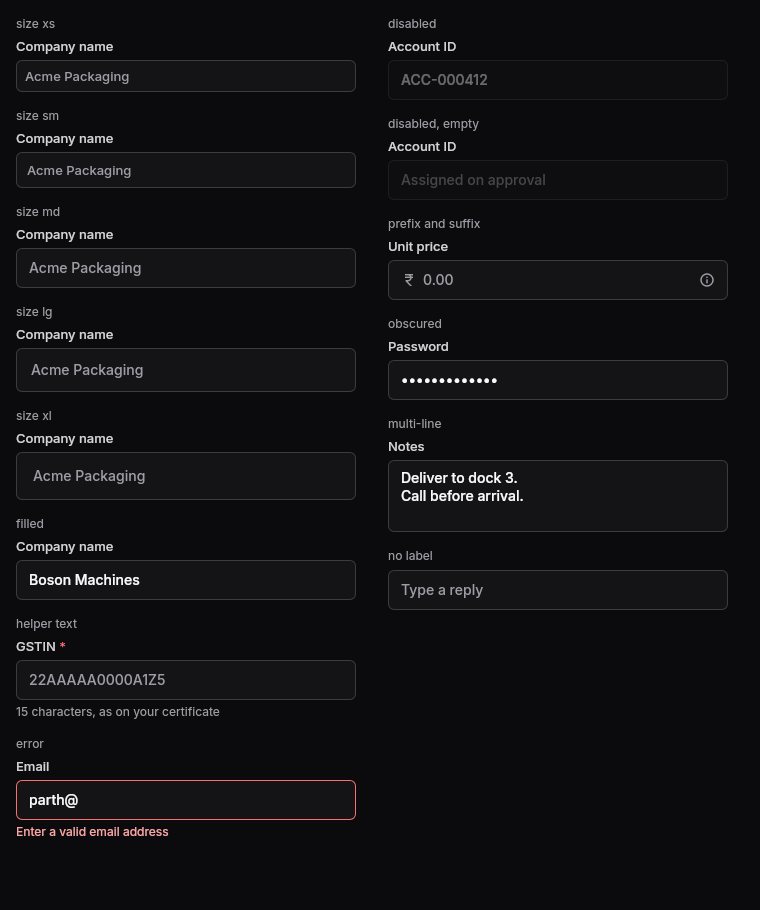 size xs
Company name
Acme Packaging
size sm
Company name
Acme Packaging
size md
Company name
Acme Packaging
size lg
Company name
Acme Packaging
size xl
Company name
Acme Packaging
filled
Company name
Boson Machines
helper text
GSTIN *
22AAAAA0000A1Z5
15 characters, as on your certificate
error
Email
parth@
Enter a valid email address
disabled
Account ID
ACC-000412
disabled, empty
Account ID
Assigned on approval
prefix and suffix
Unit price
₹ 0.00
obscured
Password
•••••••••••••
multi-line
Notes
Deliver to dock 3.
Call before arrival.
no label
Type a reply